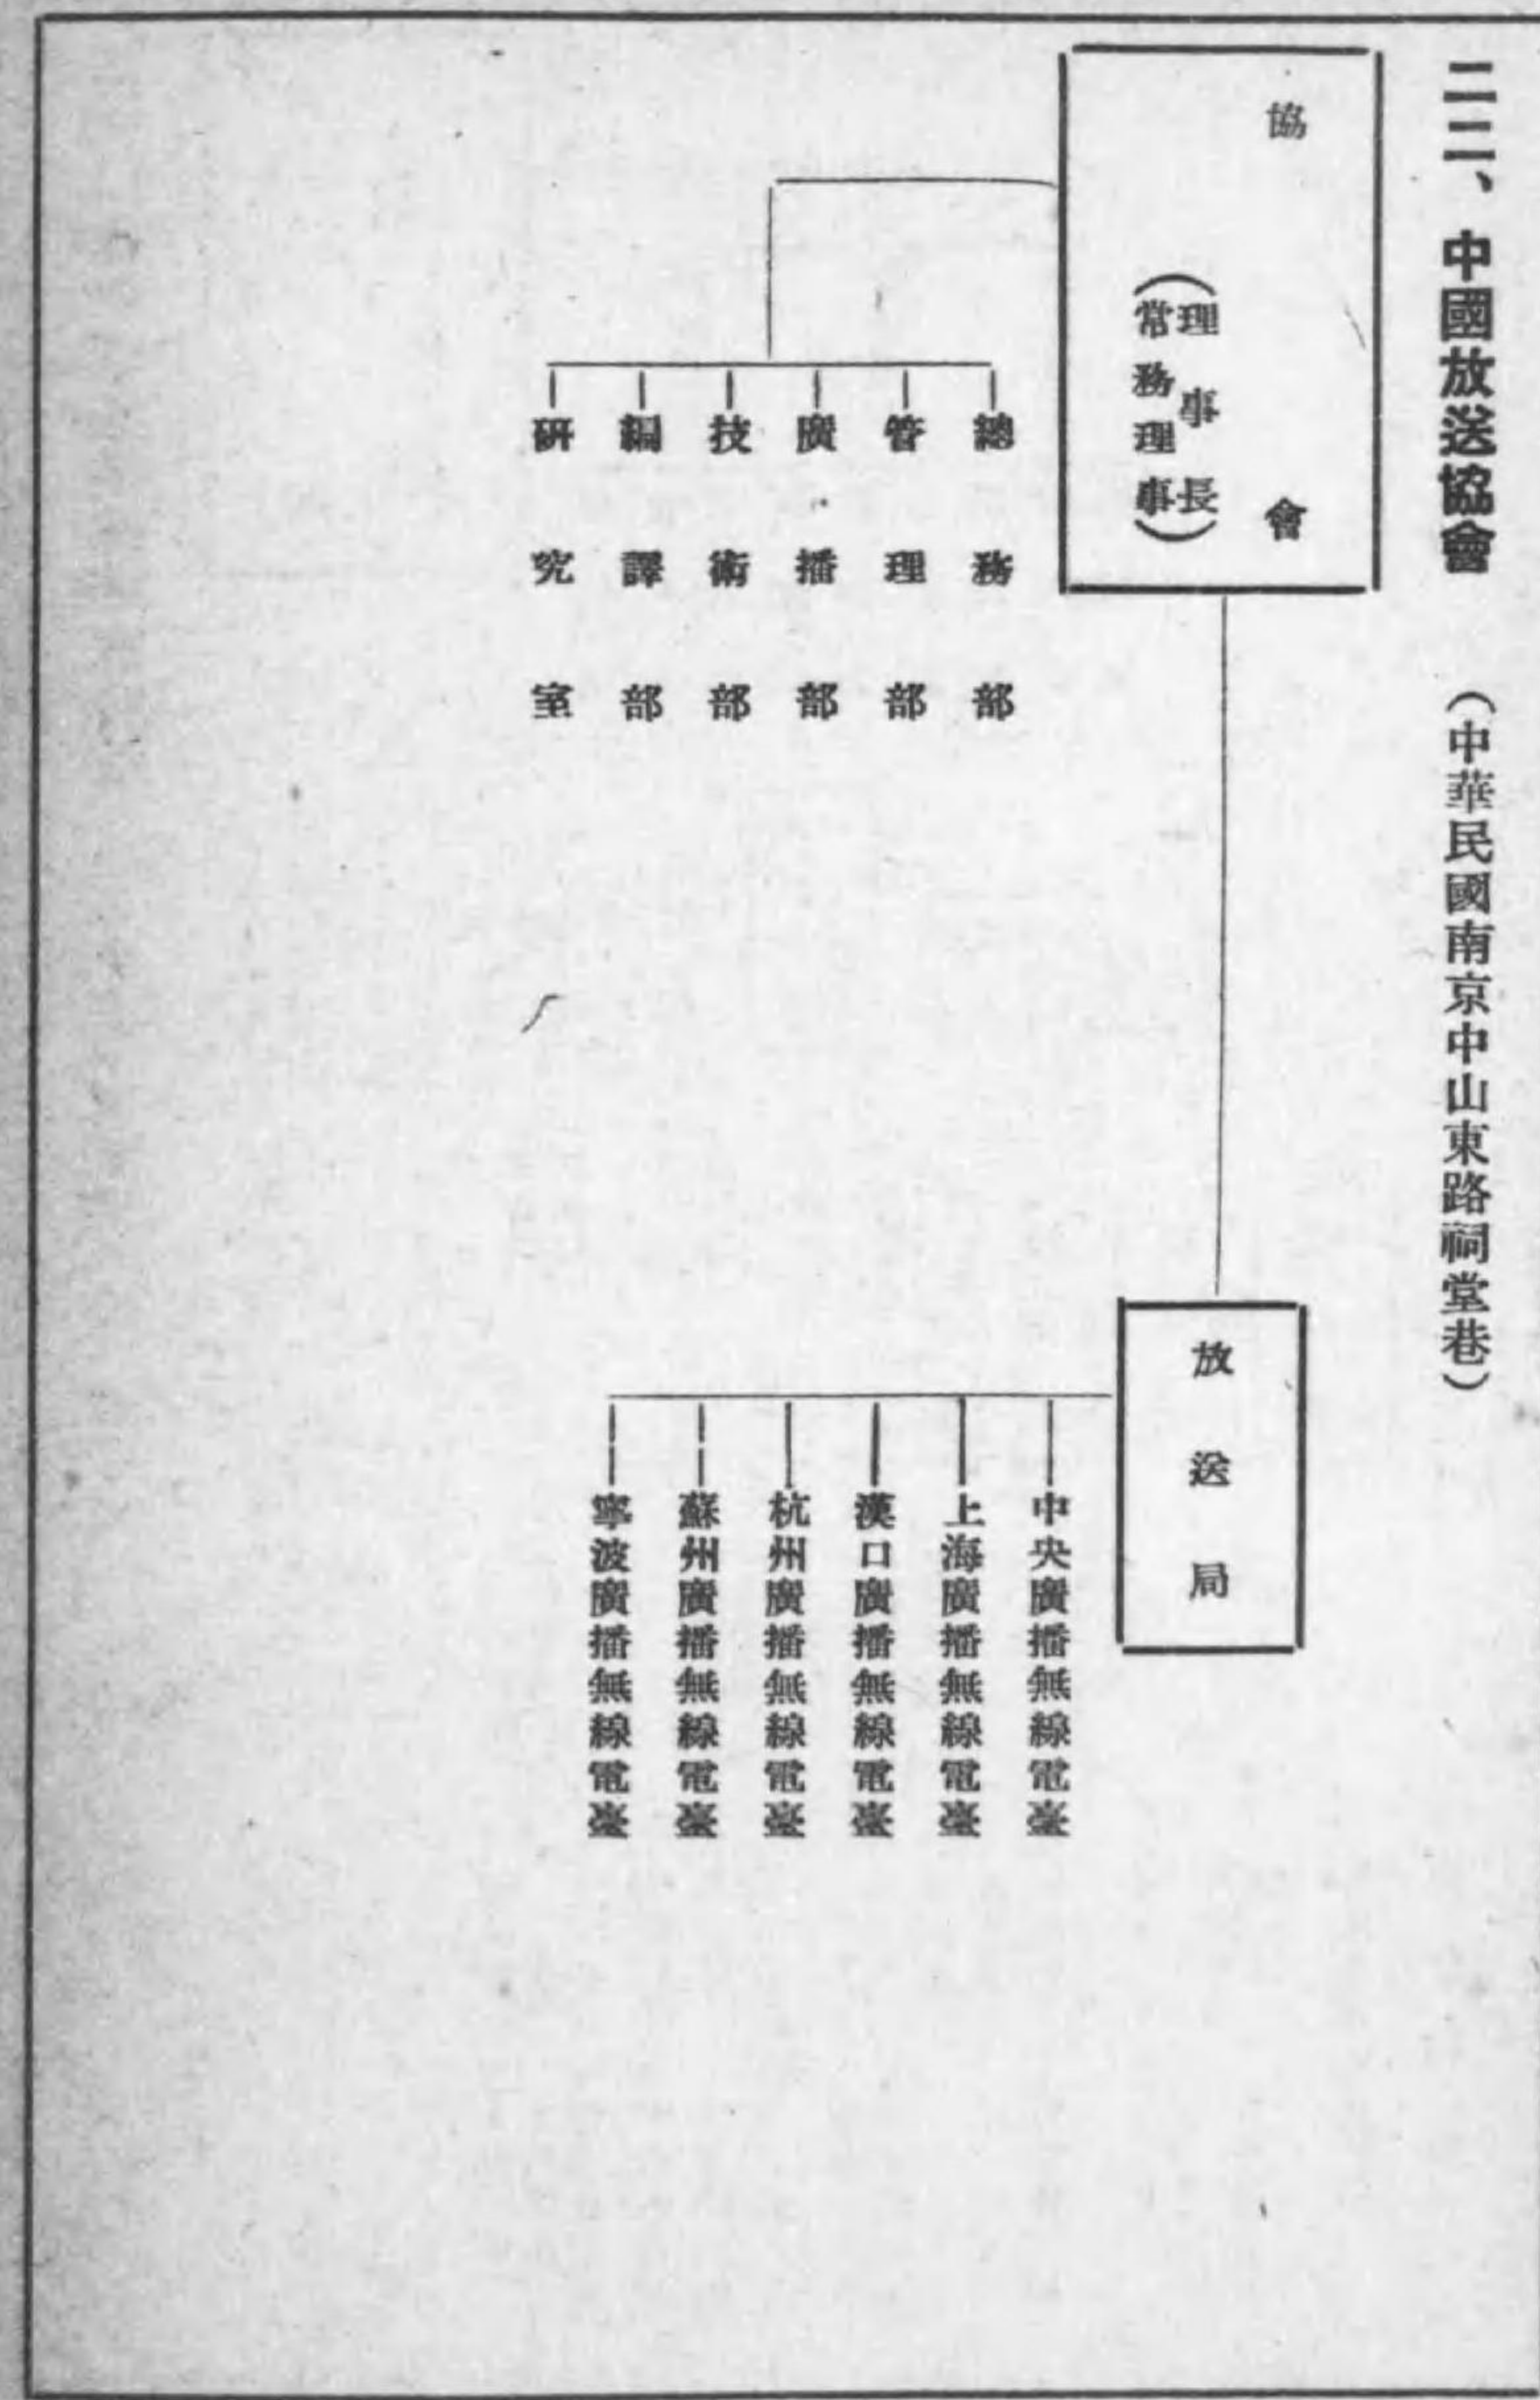 二二、中國放送協會 (中華民國南京中山東路祠堂巷)
協會
(理事長
常務理事)
總務部
管理部
廣播部
技術部
編譯部
研究室
放送局
中央廣播無線電臺
上海廣播無線電臺
漢口廣播無線電臺
杭州廣播無線電臺
蘇州廣播無線電臺
寧波廣播無線電臺